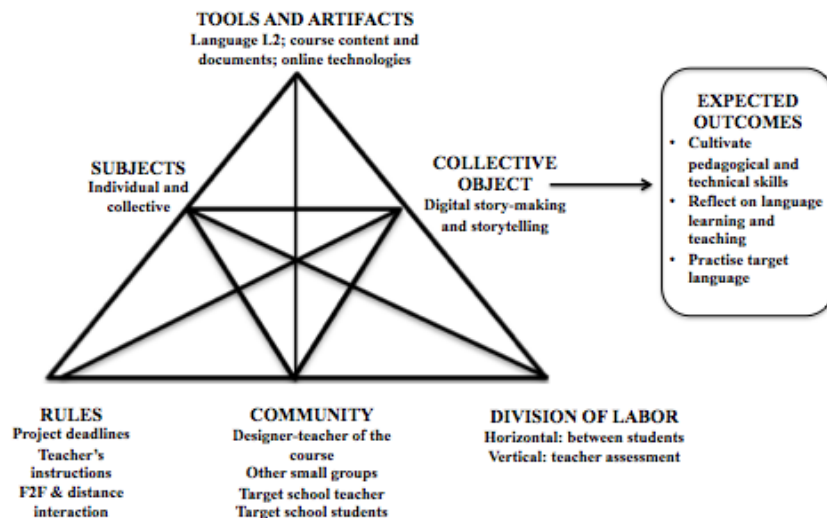 TOOLS AND ARTIFACTS
Language L2; course content and
documents; online technologies
SUBJECTS
Individual and
collective
COLLECTIVE
OBJECT
Digital story-making
and storytelling
EXPECTED
OUTCOMES
• Cultivate
pedagogical and
technical skills
• Reflect on language
learning and
teaching
• Practise target
language
RULES
Project deadlines
Teacher's
instructions
F2F & distance
interaction
COMMUNITY
Designer-teacher of the
course
Other small groups
Target school teacher
Target school students
DIVISION OF LABOR
Horizontal: between students
Vertical: teacher assessment